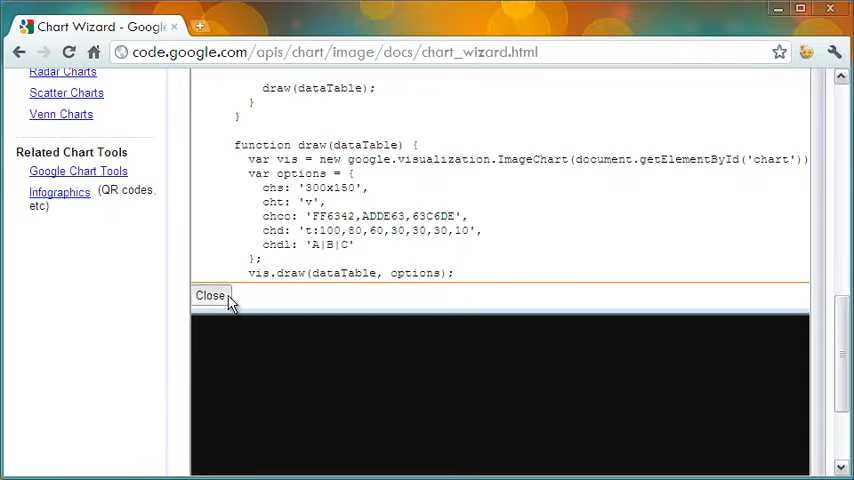 Chart Wizard - Google
code.google.com/apis/chart/image/docs/chart_wizard.html
Radar Charts
Scatter Charts
Venn Charts
Related Chart Tools
Google Chart Tools
Infographics (QR codes,
etc)
draw(dataTable);
}
}
function draw(dataTable) {
var vis = new google.visualization.ImageChart(document.getElementById('chart'))
var options = {
chs: '300x150',
cht: 'v',
chco: 'FF6342,ADDE63,63C6DE',
chd: 't:100,80,60,30,30,30,10',
chdl: 'A|B|C'
};
vis.draw(dataTable, options);
Close